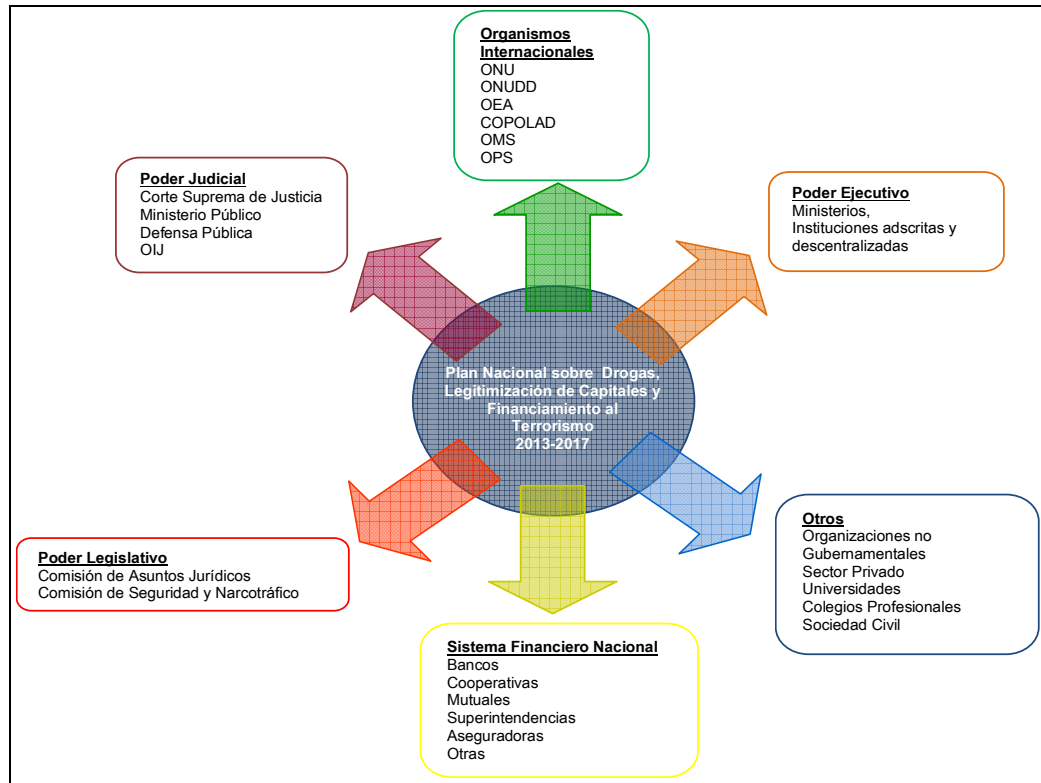 Organismos
Internacionales
ONU
ONUDD
OEA
COPOLAD
OMS
OPS
Poder Judicial
Corte Suprema de Justicia
Ministerio Público
Defensa Pública
OIJ
Poder Ejecutivo
Ministerios,
Instituciones adscritas y
descentralizadas
Plan Nacional sobre Drogas,
Legitimización de Capitales y
Financiamiento al
Terrorismo
2013-2017
Poder Legislativo
Comisión de Asuntos Jurídicos
Comisión de Seguridad y Narcotráfico
Otros
Organizaciones no
Gubernamentales
Sector Privado
Universidades
Colegios Profesionales
Sociedad Civil
Sistema Financiero Nacional
Bancos
Cooperativas
Mutuales
Superintendencias
Aseguradoras
Otras